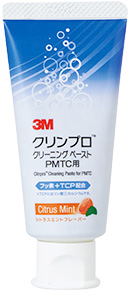 3M
クリンプロ™
クリーニング ペースト
PMTC用
Clinpro™ Cleaning Paste for PMTC
フッ素+TCP配合
Citrus Mint
シトラスミントフレーバー